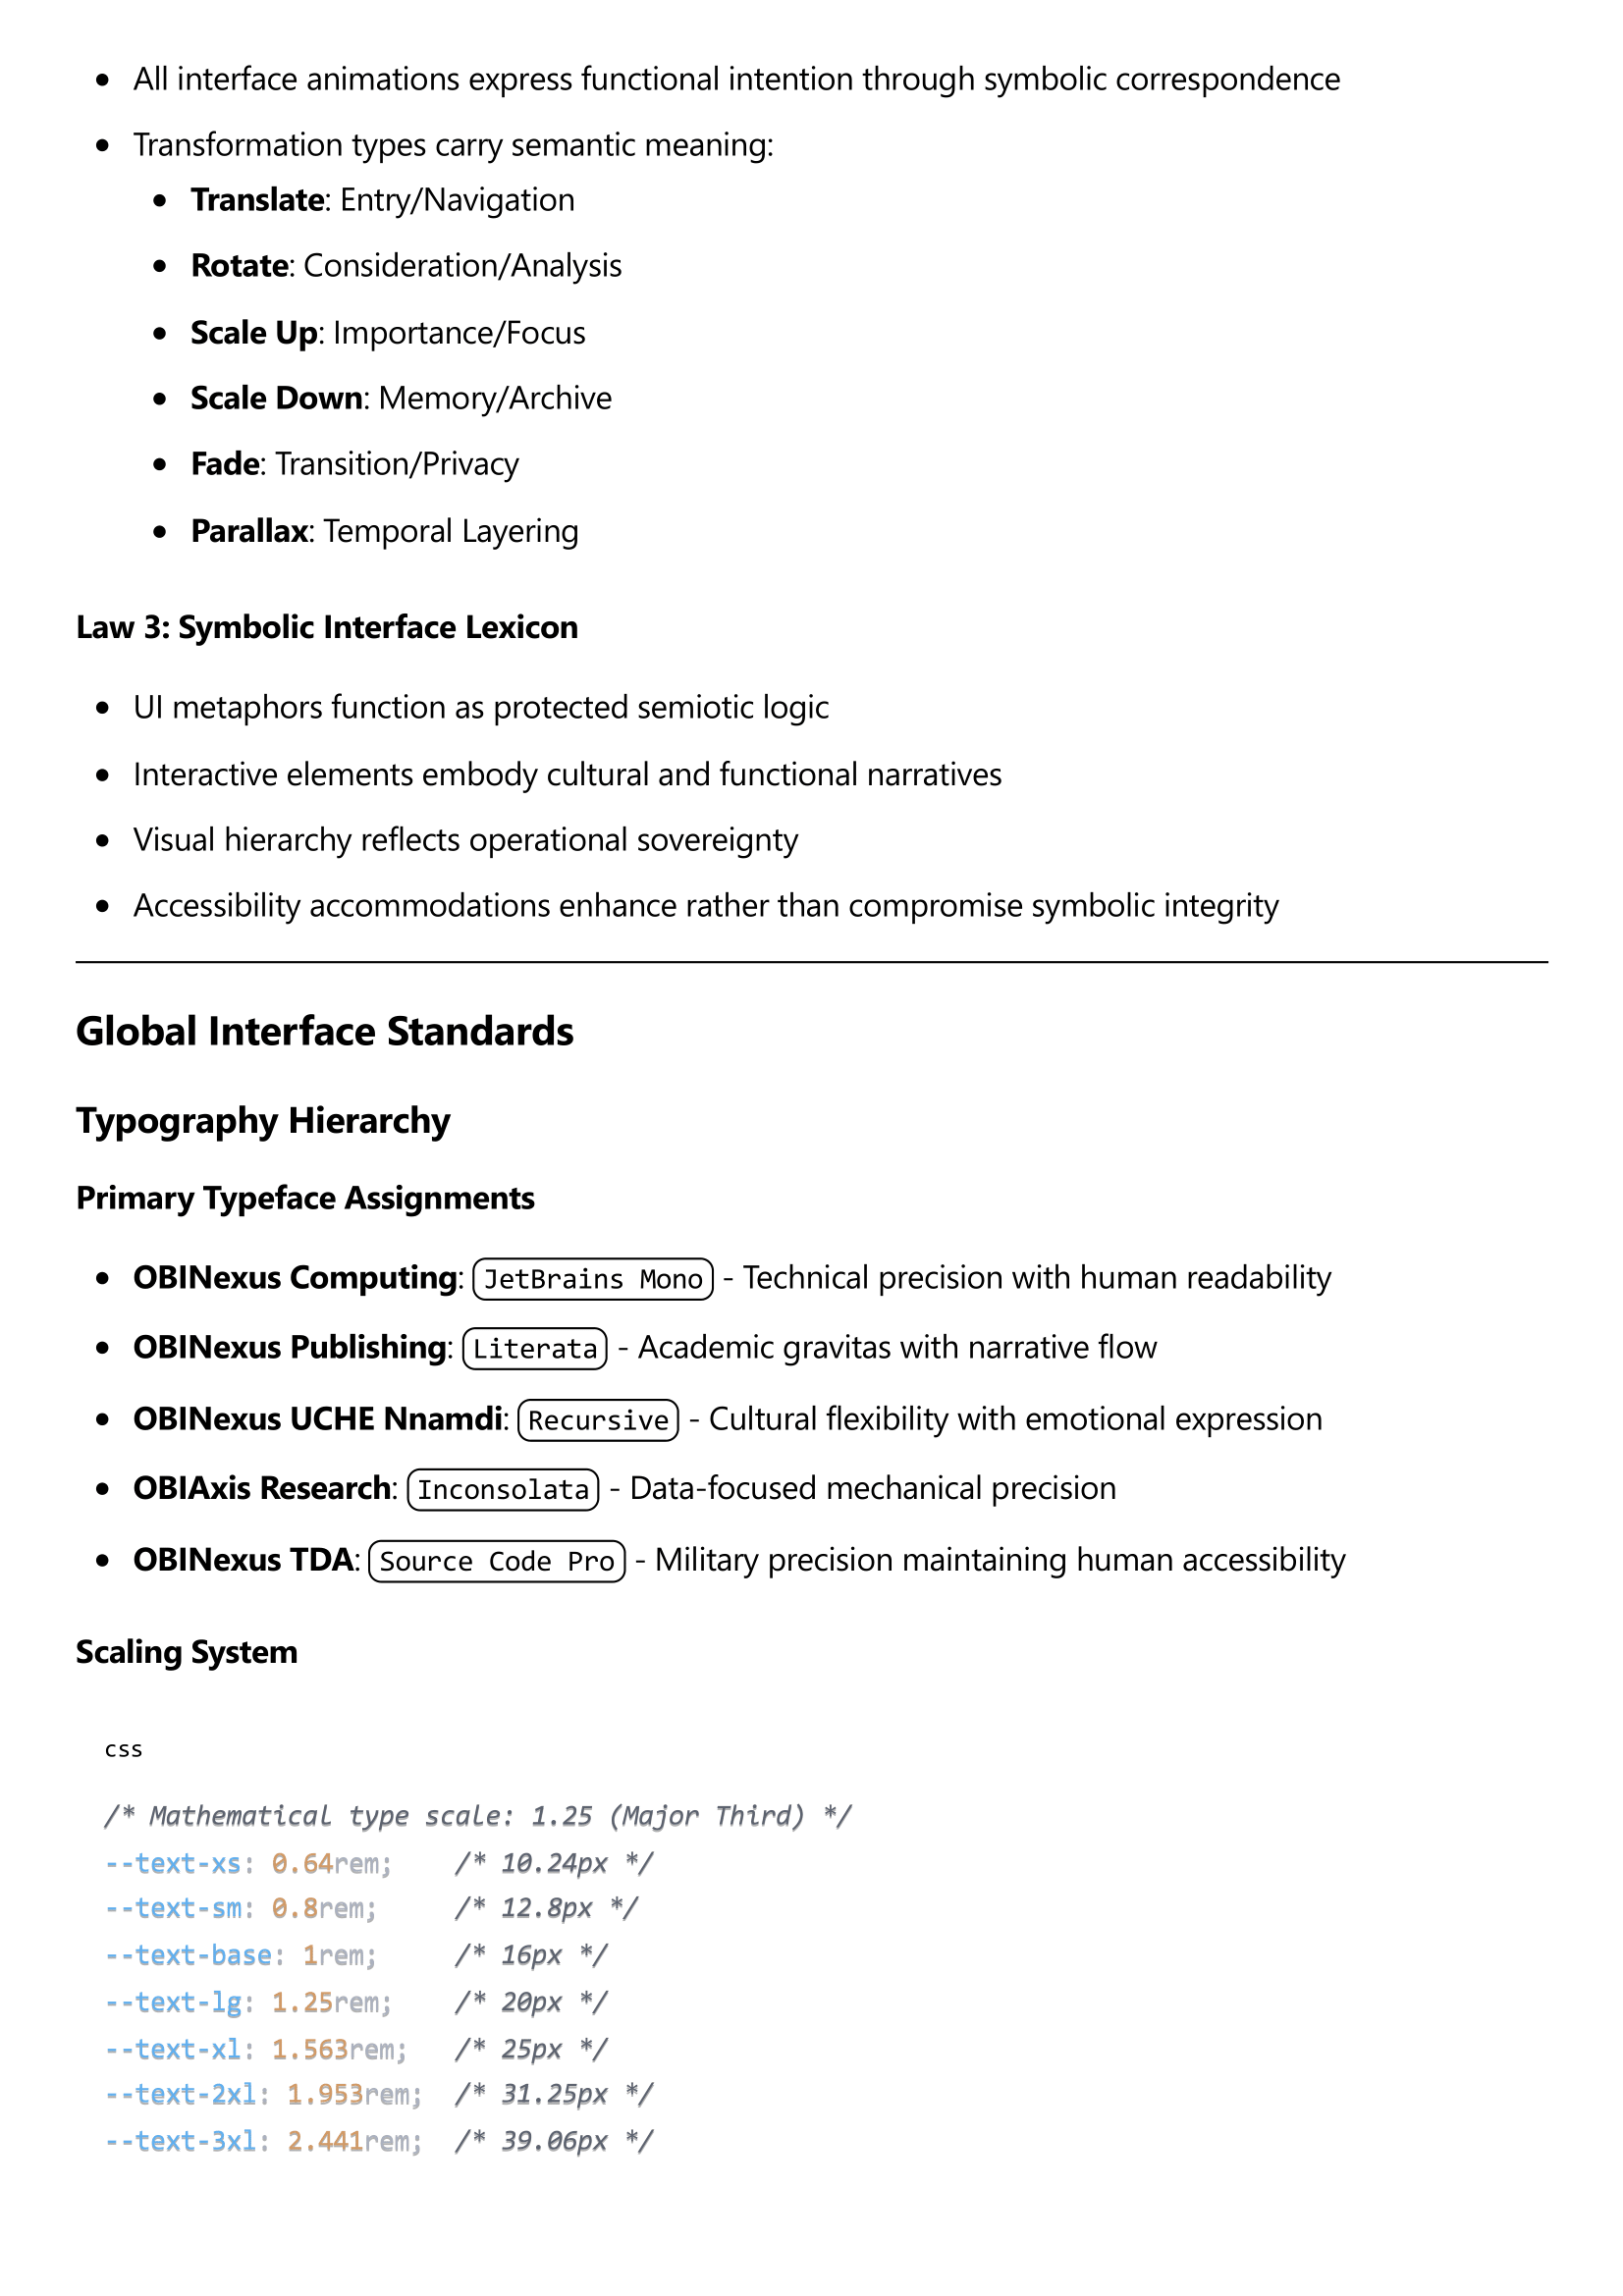 All interface animations express functional intention through symbolic correspondence
Transformation types carry semantic meaning:
Translate: Entry/Navigation
Rotate: Consideration/Analysis
Scale Up: Importance/Focus
Scale Down: Memory/Archive
Fade: Transition/Privacy
Parallax: Temporal Layering
Law 3: Symbolic Interface Lexicon
UI metaphors function as protected semiotic logic
Interactive elements embody cultural and functional narratives
Visual hierarchy reflects operational sovereignty
Accessibility accommodations enhance rather than compromise symbolic integrity
Global Interface Standards
Typography Hierarchy
Primary Typeface Assignments
OBINexus Computing: JetBrains Mono - Technical precision with human readability
OBINexus Publishing: Literata - Academic gravitas with narrative flow
OBINexus UCHE Nnamdi: Recursive - Cultural flexibility with emotional expression
OBIAxis Research: Inconsolata - Data-focused mechanical precision
OBINexus TDA: Source Code Pro - Military precision maintaining human accessibility
Scaling System
css
/* Mathematical type scale: 1.25 (Major Third) */
--text-xs: 0.64rem; /* 10.24px */
--text-sm: 0.8rem; /* 12.8px */
--text-base: 1rem; /* 16px */
--text-lg: 1.25rem; /* 20px */
--text-xl: 1.563rem; /* 25px */
--text-2xl: 1.953rem; /* 31.25px */
--text-3xl: 2.441rem; /* 39.06px */